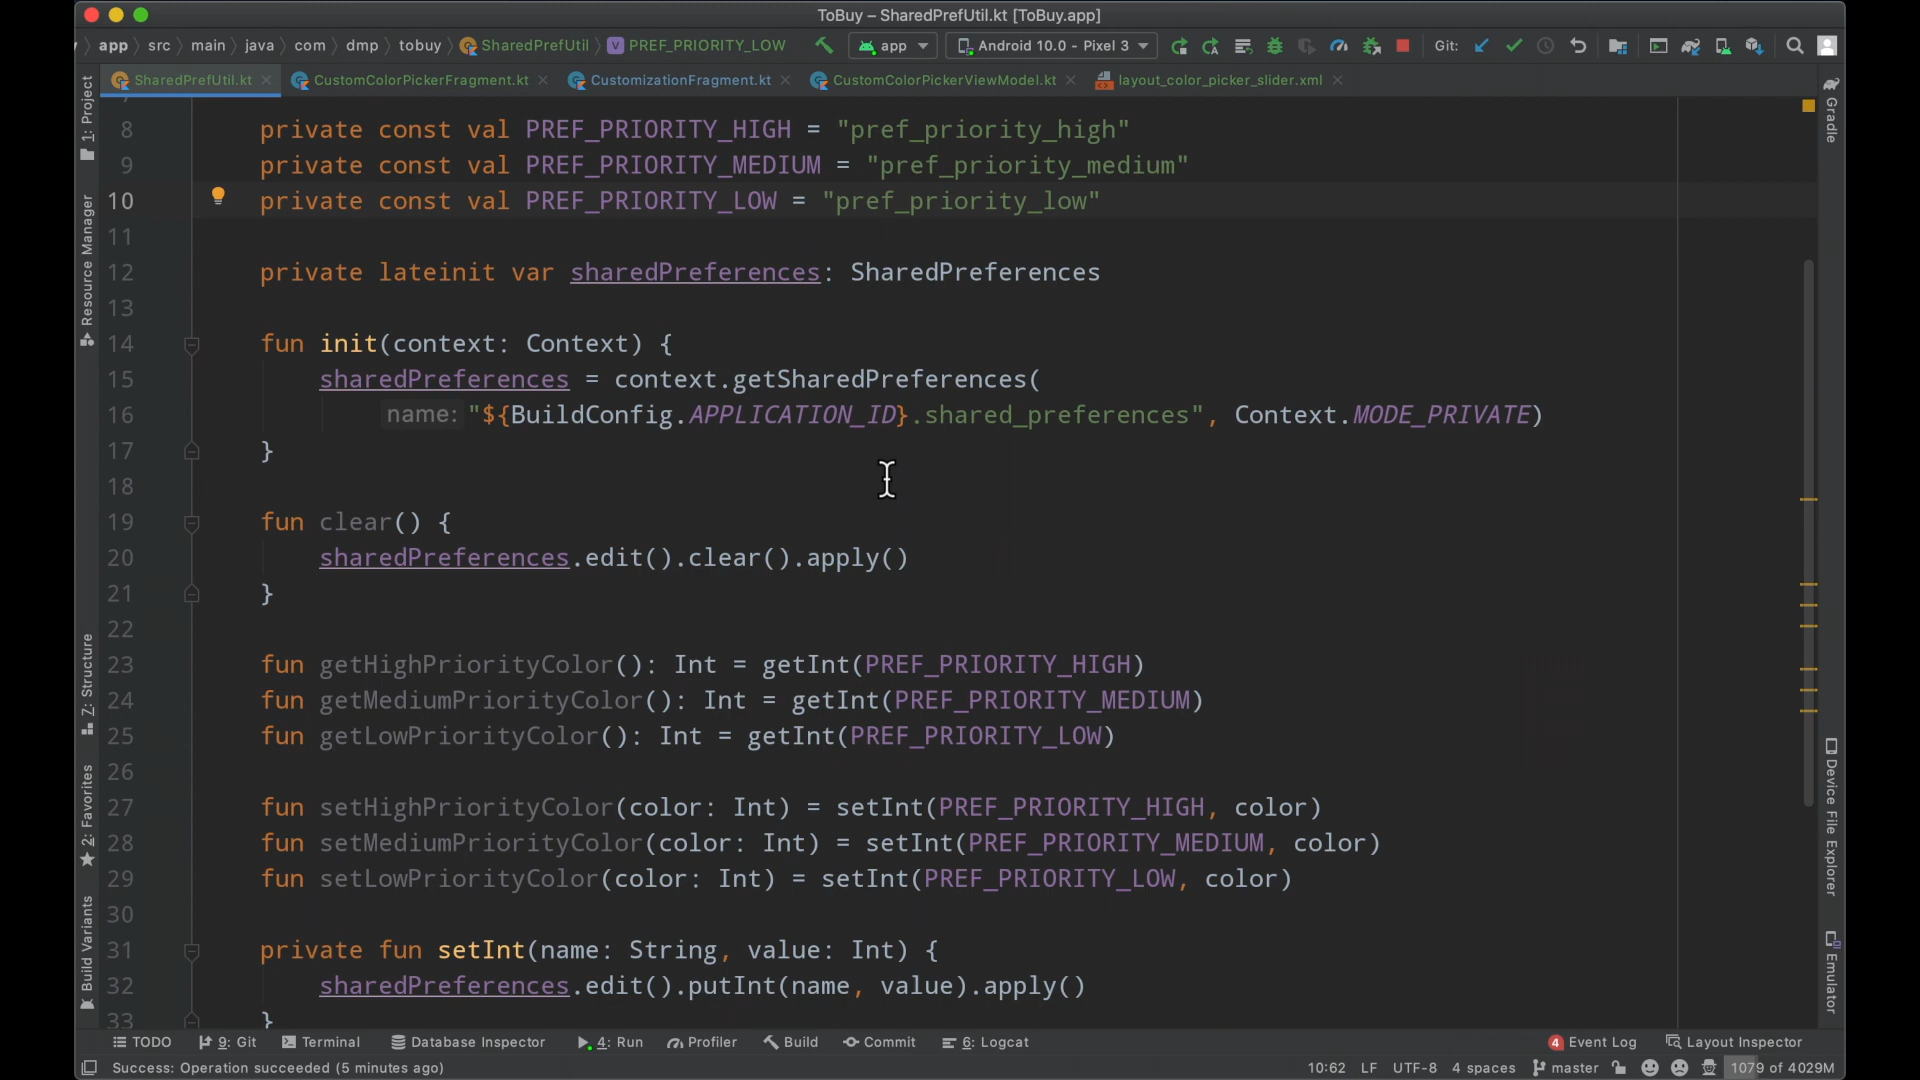 ToBuy – SharedPrefUtil.kt [ToBuy.app]
app src main java com dmp tobuy SharedPrefUtil PREF_PRIORITY_LOW app Android 10.0 - Pixel 3 Git:
SharedPrefUtil.kt CustomColorPickerFragment.kt CustomizationFragment.kt CustomColorPickerViewModel.kt layout_color_picker_slider.xml
8 private const val PREF_PRIORITY_HIGH = "pref_priority_high"
9 private const val PREF_PRIORITY_MEDIUM = "pref_priority_medium"
10 private const val PREF_PRIORITY_LOW = "pref_priority_low"
11
12 private lateinit var sharedPreferences: SharedPreferences
13
14 fun init(context: Context) {
15 sharedPreferences = context.getSharedPreferences(
16 name: "${BuildConfig.APPLICATION_ID}.shared_preferences", Context.MODE_PRIVATE)
17 }
18
19 fun clear() {
20 sharedPreferences.edit().clear().apply()
21 }
22
23 fun getHighPriorityColor(): Int = getInt(PREF_PRIORITY_HIGH)
24 fun getMediumPriorityColor(): Int = getInt(PREF_PRIORITY_MEDIUM)
25 fun getLowPriorityColor(): Int = getInt(PREF_PRIORITY_LOW)
26
27 fun setHighPriorityColor(color: Int) = setInt(PREF_PRIORITY_HIGH, color)
28 fun setMediumPriorityColor(color: Int) = setInt(PREF_PRIORITY_MEDIUM, color)
29 fun setLowPriorityColor(color: Int) = setInt(PREF_PRIORITY_LOW, color)
30
31 private fun setInt(name: String, value: Int) {
32 sharedPreferences.edit().putInt(name, value).apply()
33 }
1: Project
Resource Manager
Z: Structure
2: Favorites
Build Variants
Gradle
Device File Explorer
Emulator
TODO 9: Git Terminal Database Inspector 4: Run Profiler Build Commit 6: Logcat 4 Event Log Layout Inspector
Success: Operation succeeded (5 minutes ago) 10:62 LF UTF-8 4 spaces master 1079 of 4029M